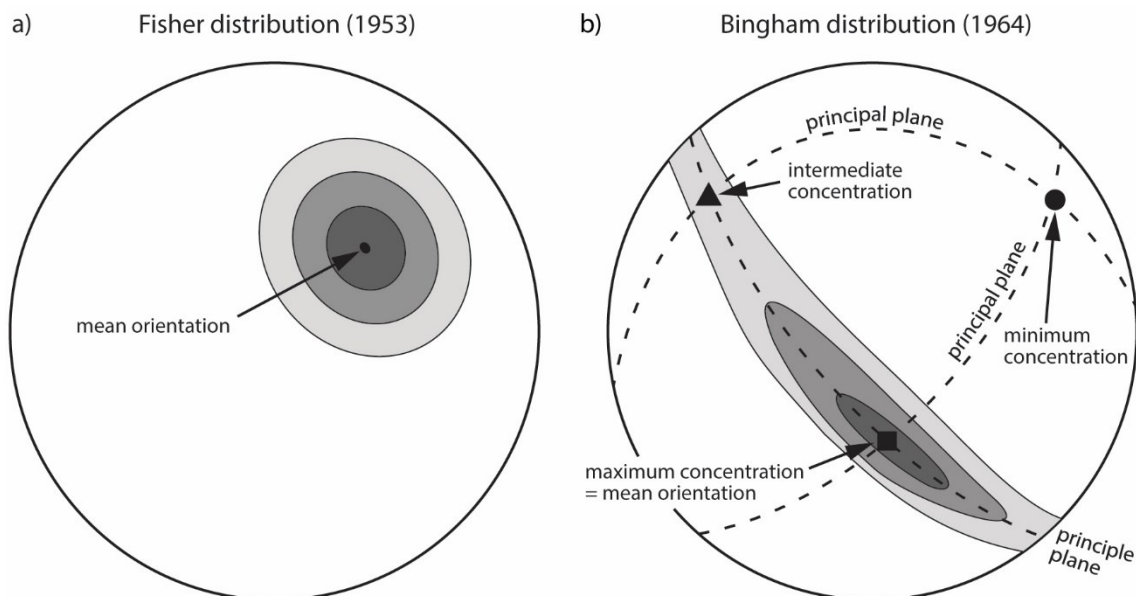 a) Fisher distribution (1953)
mean orientation
b) Bingham distribution (1964)
principal plane
intermediate
concentration
principal plane
minimum
concentration
maximum concentration
= mean orientation
principle
plane